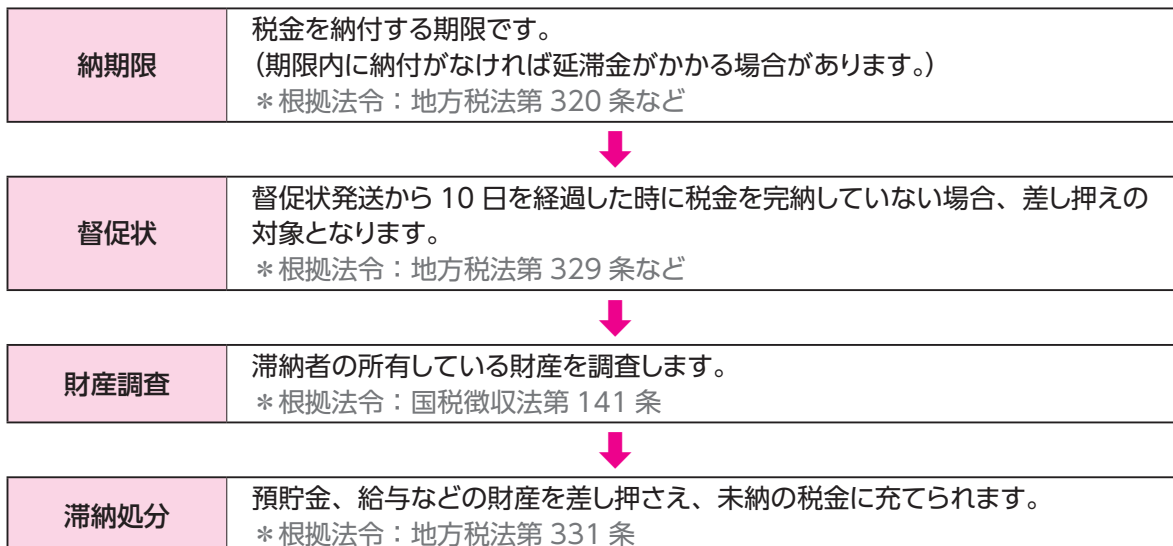 納期限
税金を納付する期限です。
（期限内に納付がなければ延滞金がかかる場合があります。）
＊根拠法令：地方税法第 320 条など
督促状
督促状発送から 10 日を経過した時に税金を完納していない場合、差し押えの
対象となります。
＊根拠法令：地方税法第 329 条など
財産調査
滞納者の所有している財産を調査します。
＊根拠法令：国税徴収法第 141 条
滞納処分
預貯金、給与などの財産を差し押さえ、未納の税金に充てられます。
＊根拠法令：地方税法第 331 条